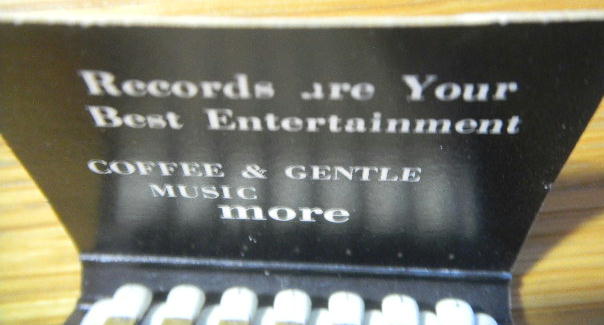 Records are Your
Best Entertainment
COFFEE & GENTLE
MUSIC
more